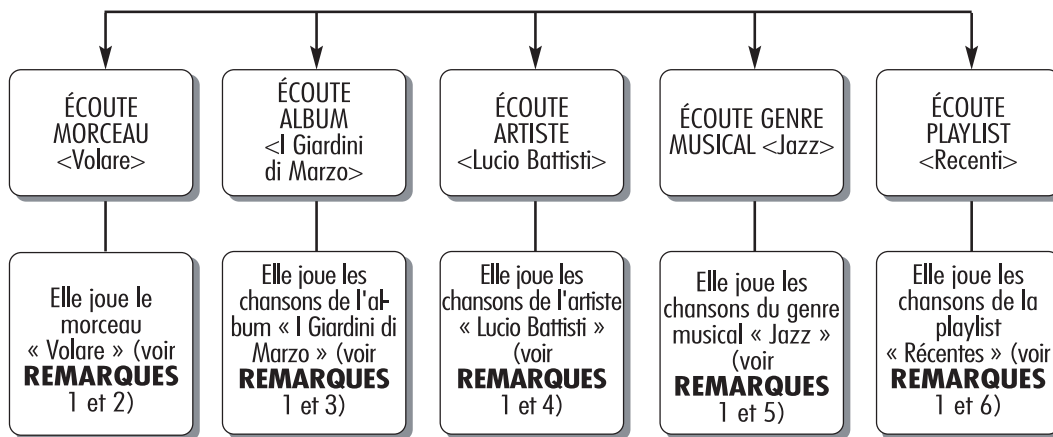 ÉCOUTE
MORCEAU
<Volare>
ÉCOUTE
ALBUM
<I Giardini
di Marzo>
ÉCOUTE
ARTISTE
<Lucio Battisti>
ÉCOUTE GENRE
MUSICAL <Jazz>
ÉCOUTE
PLAYLIST
<Recenti>
Elle joue le
morceau
« Volare » (voir
REMARQUES
1 et 2)
Elle joue les
chansons de l'al-
bum « I Giardini di
Marzo » (voir
REMARQUES
1 et 3)
Elle joue les
chansons de l'artiste
« Lucio Battisti »
(voir
REMARQUES
1 et 4)
Elle joue les
chansons du genre
musical « Jazz »
(voir
REMARQUES
1 et 5)
Elle joue les
chansons de la
playlist
« Récentes » (voir
REMARQUES
1 et 6)